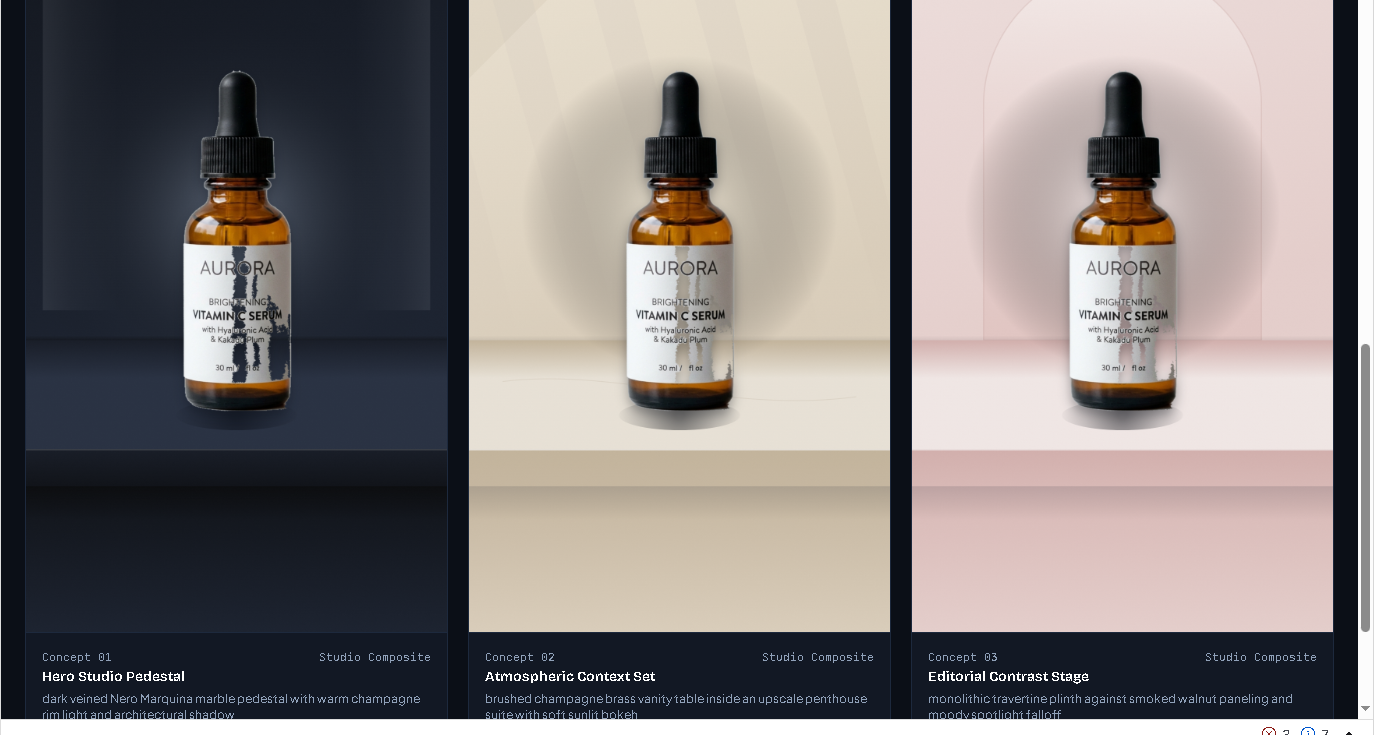 AURORA
BRIGHTENING
VITAMIN C SERUM
with Hyaluronic Acid
& Kakadu Plum
30 ml / fl oz
AURORA
BRIGHTENING
VITAMIN C SERUM
with Hyaluronic Acid
& Kakadu Plum
30 ml / fl oz
AURORA
BRIGHTENING
VITAMIN C SERUM
with Hyaluronic Acid
& Kakadu Plum
30 ml / fl oz
Concept 01 Studio Composite
Hero Studio Pedestal
dark veined Nero Marquina marble pedestal with warm champagne
rim light and architectural shadow
Concept 02 Studio Composite
Atmospheric Context Set
brushed champagne brass vanity table inside an upscale penthouse
suite with soft sunlit bokeh
Concept 03 Studio Composite
Editorial Contrast Stage
monolithic travertine plinth against smoked walnut paneling and
moody spotlight falloff